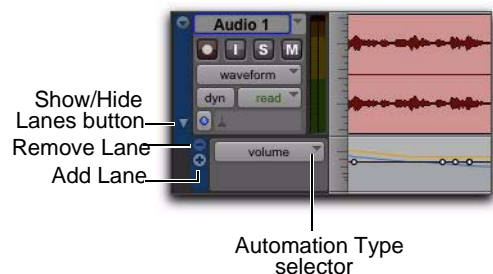 Audio 1
I S M
waveform
dyn read
Show/Hide
Lanes button
Remove Lane
Add Lane
volume
Automation Type
selector